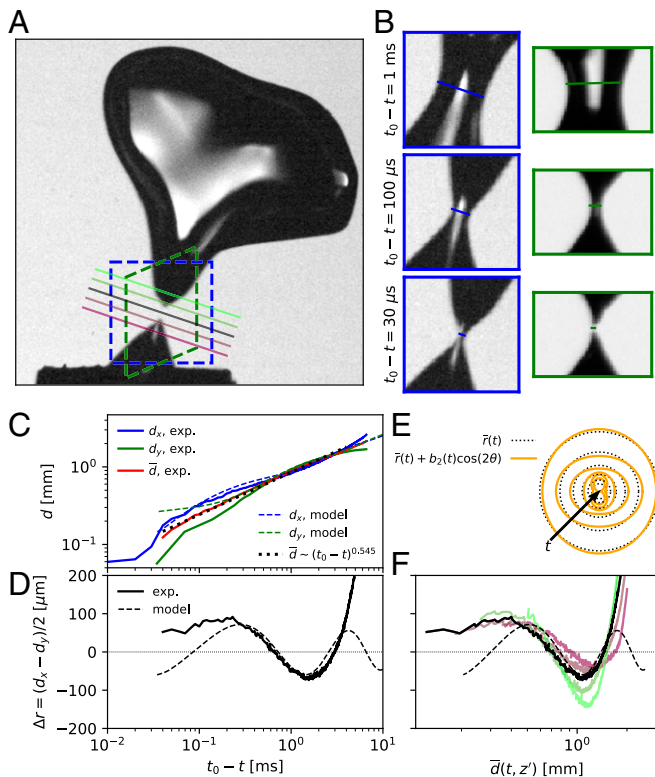 A
B
t₀ − t = 1 ms
t₀ − t = 100 μs
t₀ − t = 30 μs
C
d [mm]
10⁰
10⁻¹
dₓ, exp.
d_y, exp.
d̅, exp.
dₓ, model
d_y, model
d̅ ~ (t₀ − t)^0.545
E
r̅(t)
r̅(t) + b₂(t)cos(2θ)
t
D
Δr = (dₓ − d_y)/2 [μm]
200
100
0
−100
−200
exp.
model
10⁻²
10⁻¹
10⁰
10¹
t₀ − t [ms]
F
10⁰
d̅(t, z′) [mm]